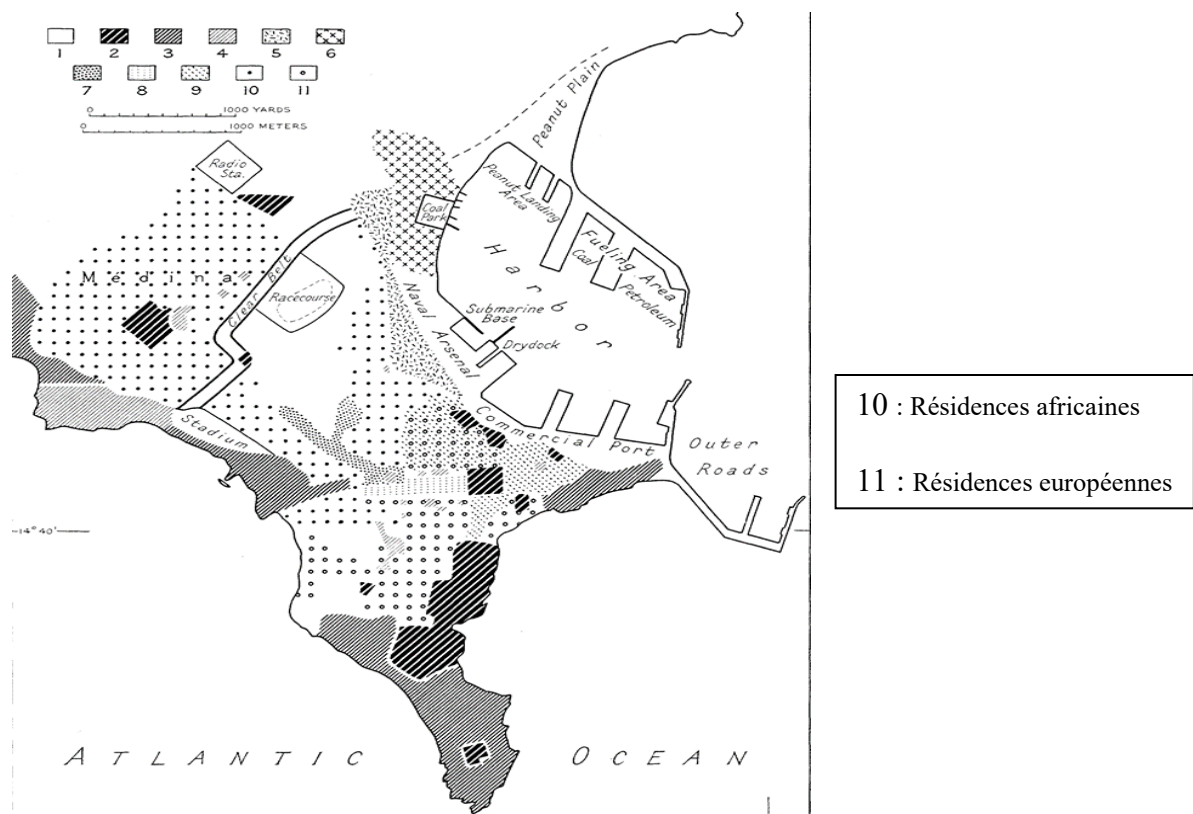 1 2 3 4 5 6
7 8 9 10 11
0 1000 YARDS
0 1000 METERS
Radio
Sta.
Peanut Plain
Peanut Landing
Area
Coal
Park
Fueling Area
Coal
Petroleum
Harbor
Médina
Clear Belt
Racecourse
Naval Arsenal
Submarine
Base
Drydock
Stadium
Commercial Port
Outer
Roads
14° 40'
ATLANTIC OCEAN
10 : Résidences africaines
11 : Résidences européennes